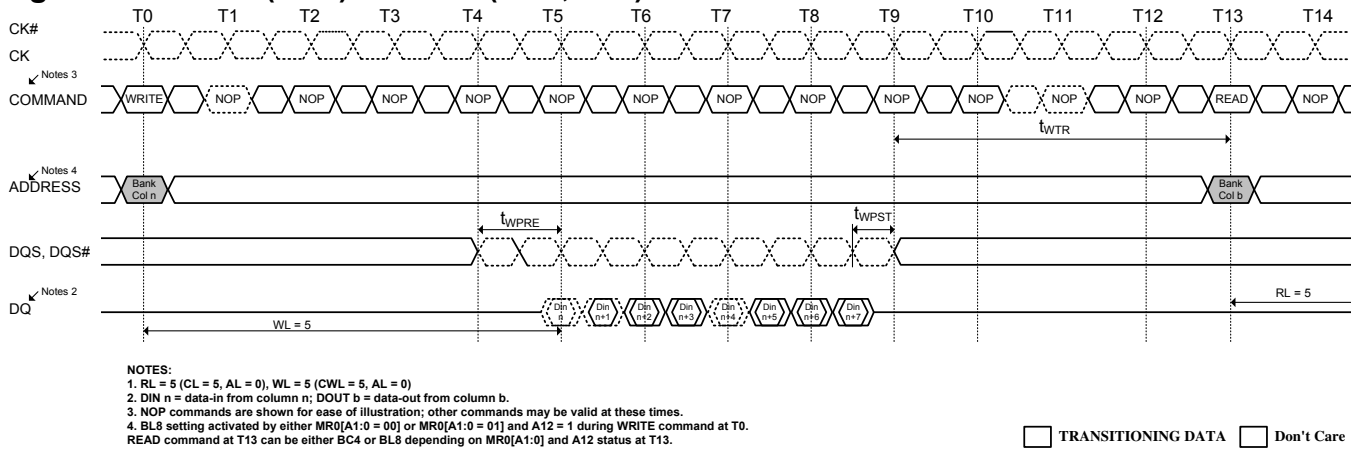 T0 T1 T2 T3 T4 T5 T6 T7 T8 T9 T10 T11 T12 T13 T14
CK#
CK
Notes 3
COMMAND WRITE NOP NOP NOP NOP NOP NOP NOP NOP NOP NOP NOP NOP READ NOP
tWTR
Notes 4
ADDRESS
Bank
Col n
Bank
Col b
tWPRE
tWPST
DQS, DQS#
Notes 2
DQ
Din
n
Din
n+1
Din
n+2
Din
n+3
Din
n+4
Din
n+5
Din
n+6
Din
n+7
RL = 5
WL = 5
NOTES:
1. RL = 5 (CL = 5, AL = 0), WL = 5 (CWL = 5, AL = 0)
2. DIN n = data-in from column n; DOUT b = data-out from column b.
3. NOP commands are shown for ease of illustration; other commands may be valid at these times.
4. BL8 setting activated by either MR0[A1:0 = 00] or MR0[A1:0 = 01] and A12 = 1 during WRITE command at T0.
READ command at T13 can be either BC4 or BL8 depending on MR0[A1:0] and A12 status at T13.
TRANSITIONING DATA Don't Care